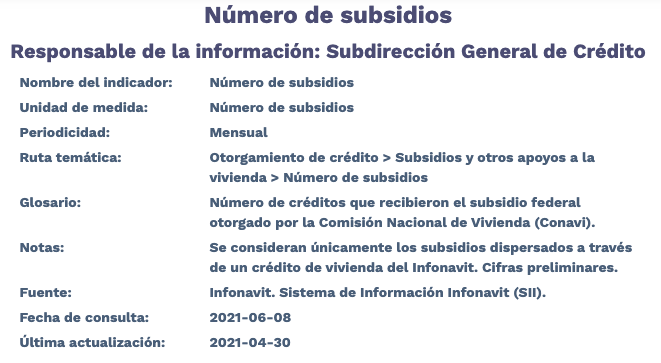 Número de subsidios
Responsable de la información: Subdirección General de Crédito
Nombre del indicador: Número de subsidios
Unidad de medida: Número de subsidios
Periodicidad: Mensual
Ruta temática: Otorgamiento de crédito > Subsidios y otros apoyos a la
vivienda > Número de subsidios
Glosario: Número de créditos que recibieron el subsidio federal
otorgado por la Comisión Nacional de Vivienda (Conavi).
Notas: Se consideran únicamente los subsidios dispersados a través
de un crédito de vivienda del Infonavit. Cifras preliminares.
Fuente: Infonavit. Sistema de Información Infonavit (SII).
Fecha de consulta: 2021-06-08
Última actualización: 2021-04-30